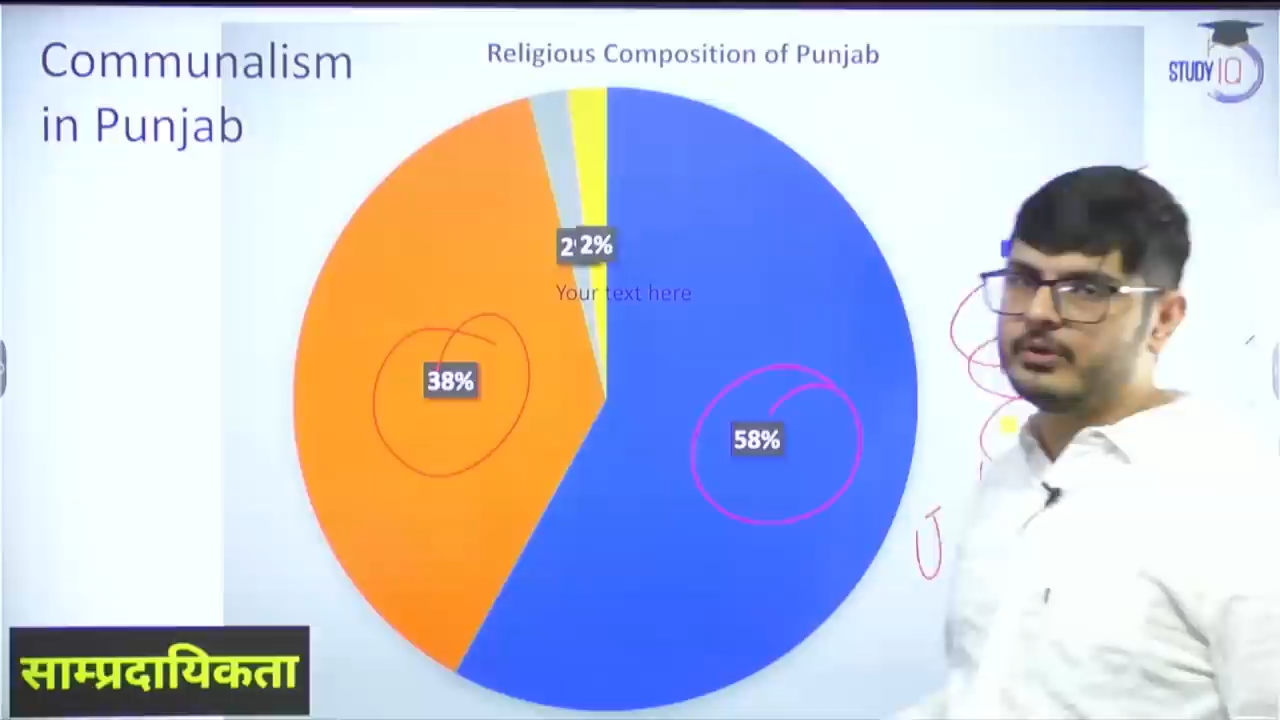 Communalism
in Punjab
Religious Composition of Punjab
STUDY IQ
2% 2%
Your text here
38%
58%
U
साम्प्रदायिकता